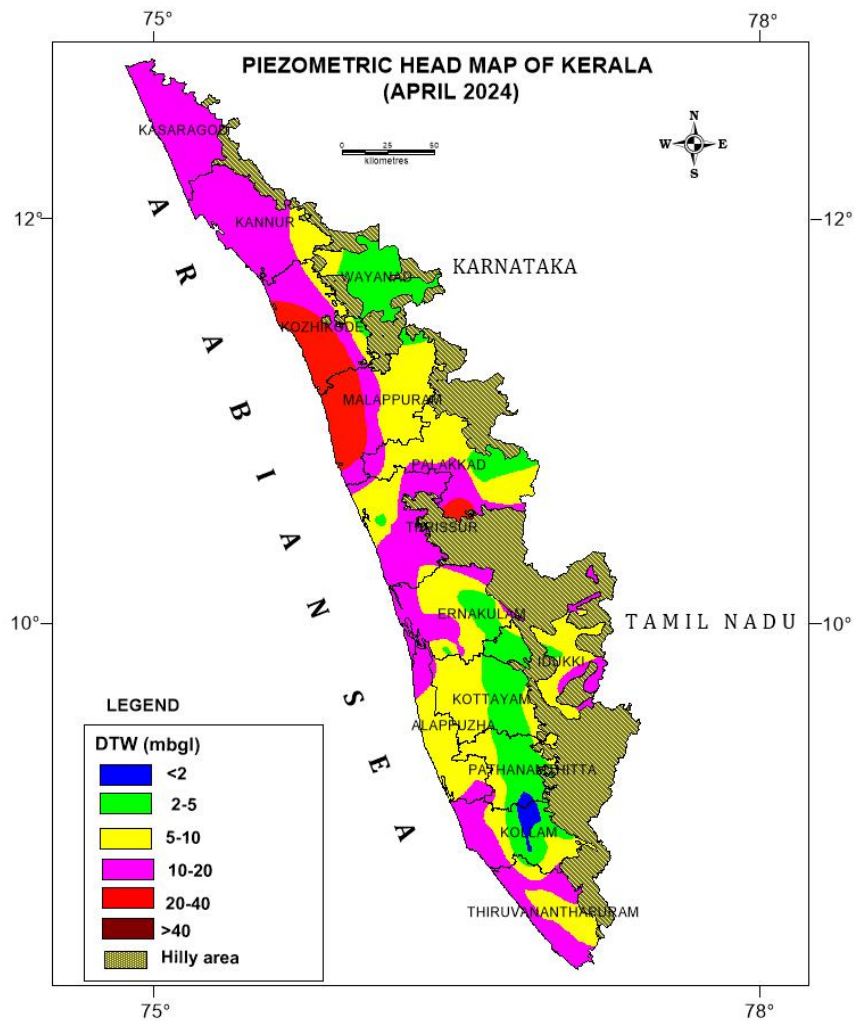 75°
78°
PIEZOMETRIC HEAD MAP OF KERALA
(APRIL 2024)
N
W
E
S
0
25
50
kilometres
KASARAGOD
12°
12°
KANNUR
KARNATAKA
WAYANAD
KOZHIKODE
MALAPPURAM
PALAKKAD
THRISSUR
ARABIAN SEA
10°
10°
ERNAKULAM
TAMIL NADU
IDUKKI
KOTTAYAM
ALAPPUZHA
PATHANAMTHITTA
KOLLAM
THIRUVANANTHAPURAM
LEGEND
DTW (mbgl)
<2
2-5
5-10
10-20
20-40
>40
Hilly area
75°
78°